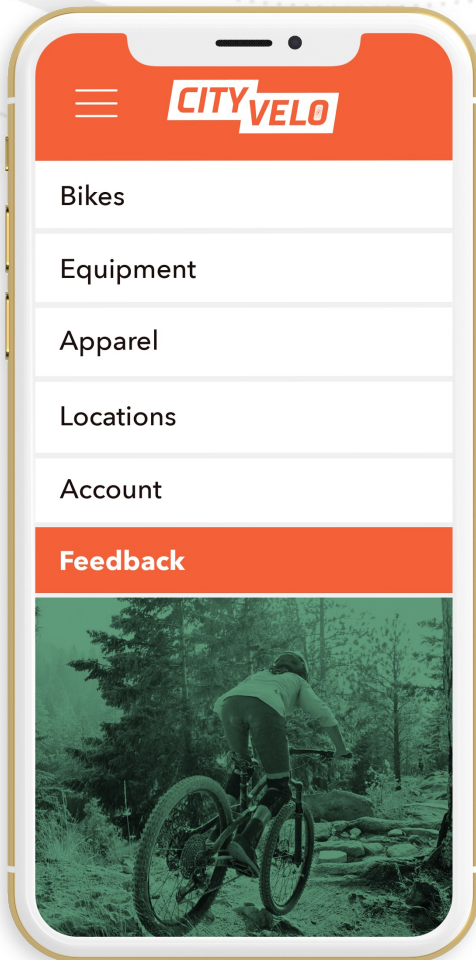 CITY
VELO
Bikes
Equipment
Apparel
Locations
Account
Feedback